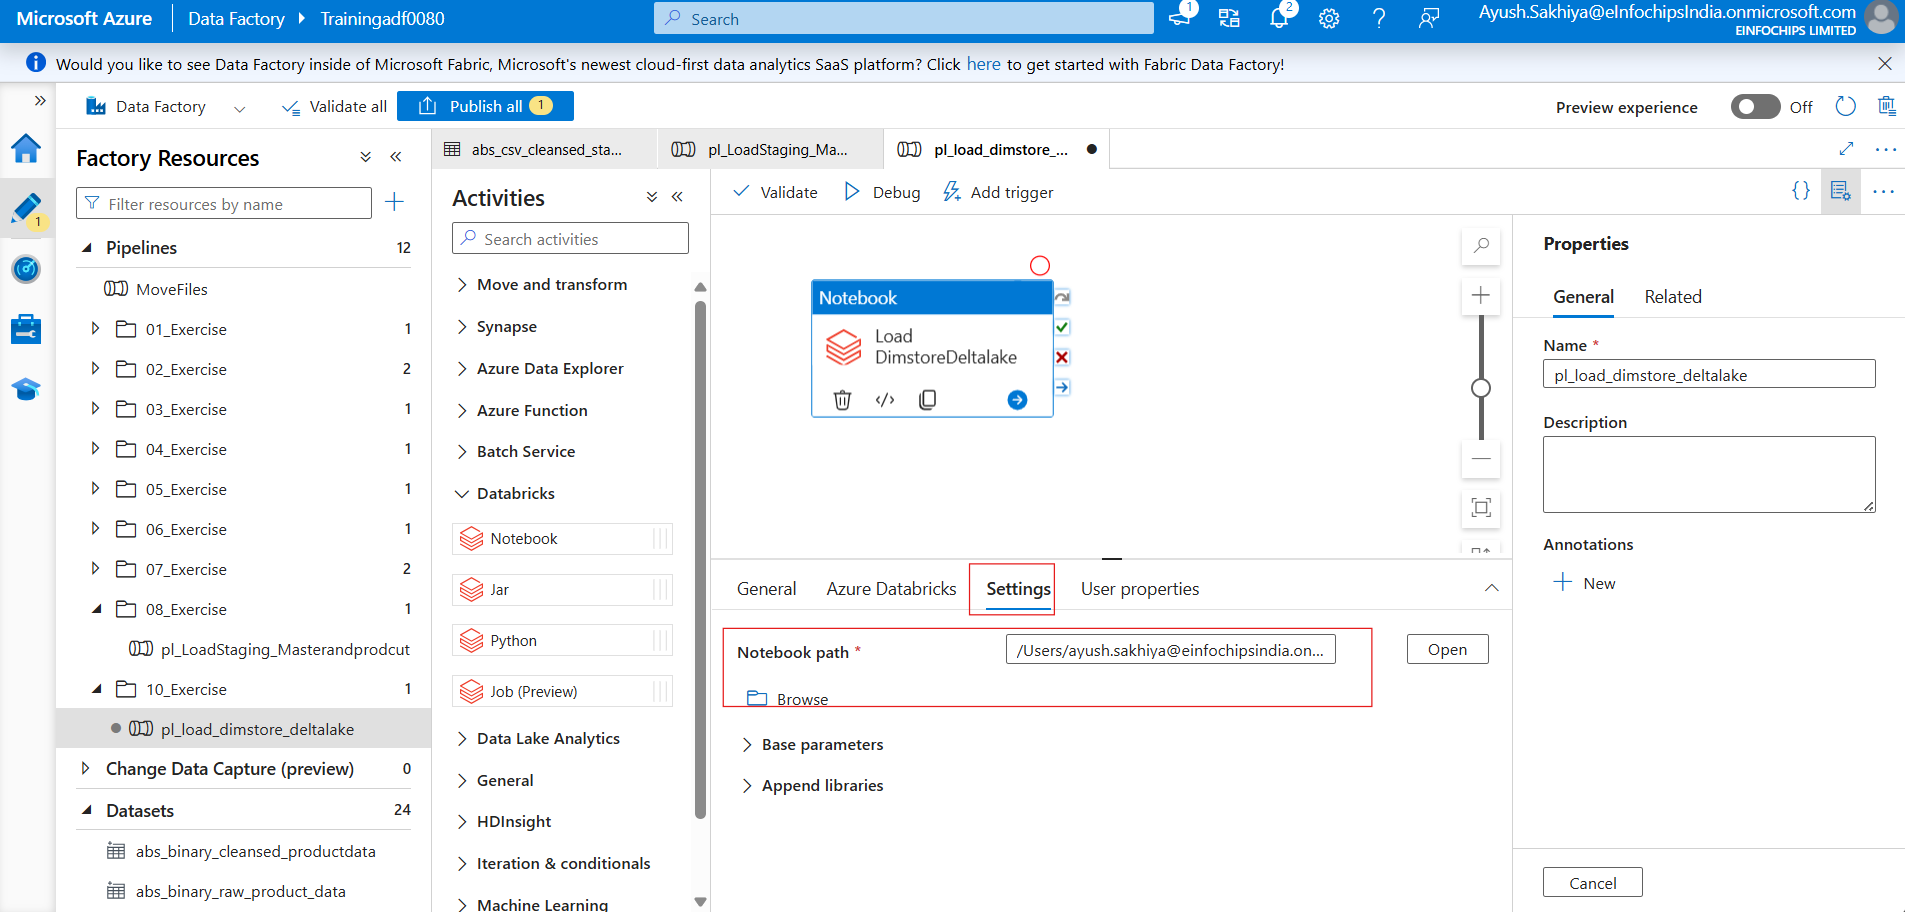 Microsoft Azure
Data Factory
Trainingadf0080
Search
1
2
Ayush.Sakhiya@eInfochipsIndia.onmicrosoft.com
EINFOCHIPS LIMITED
Would you like to see Data Factory inside of Microsoft Fabric, Microsoft's newest cloud-first data analytics SaaS platform? Click here to get started with Fabric Data Factory!
Data Factory
Validate all
Publish all 1
Preview experience
Off
1
Factory Resources
Filter resources by name
Pipelines 12
MoveFiles
01_Exercise 1
02_Exercise 2
03_Exercise 1
04_Exercise 1
05_Exercise 1
06_Exercise 1
07_Exercise 2
08_Exercise 1
pl_LoadStaging_Masterandprodcut
10_Exercise 1
pl_load_dimstore_deltalake
Change Data Capture (preview) 0
Datasets 24
abs_binary_cleansed_productdata
abs_binary_raw_product_data
abs_csv_cleansed_sta...
pl_LoadStaging_Ma...
pl_load_dimstore_...
Activities
Search activities
Move and transform
Synapse
Azure Data Explorer
Azure Function
Batch Service
Databricks
Notebook
Jar
Python
Job (Preview)
Data Lake Analytics
General
HDInsight
Iteration & conditionals
Machine Learning
Validate
Debug
Add trigger
Notebook
Load
DimstoreDeltalake
General
Azure Databricks
Settings
User properties
Notebook path *
/Users/ayush.sakhiya@einfochipsindia.on...
Open
Browse
Base parameters
Append libraries
Properties
General
Related
Name *
pl_load_dimstore_deltalake
Description
Annotations
New
Cancel